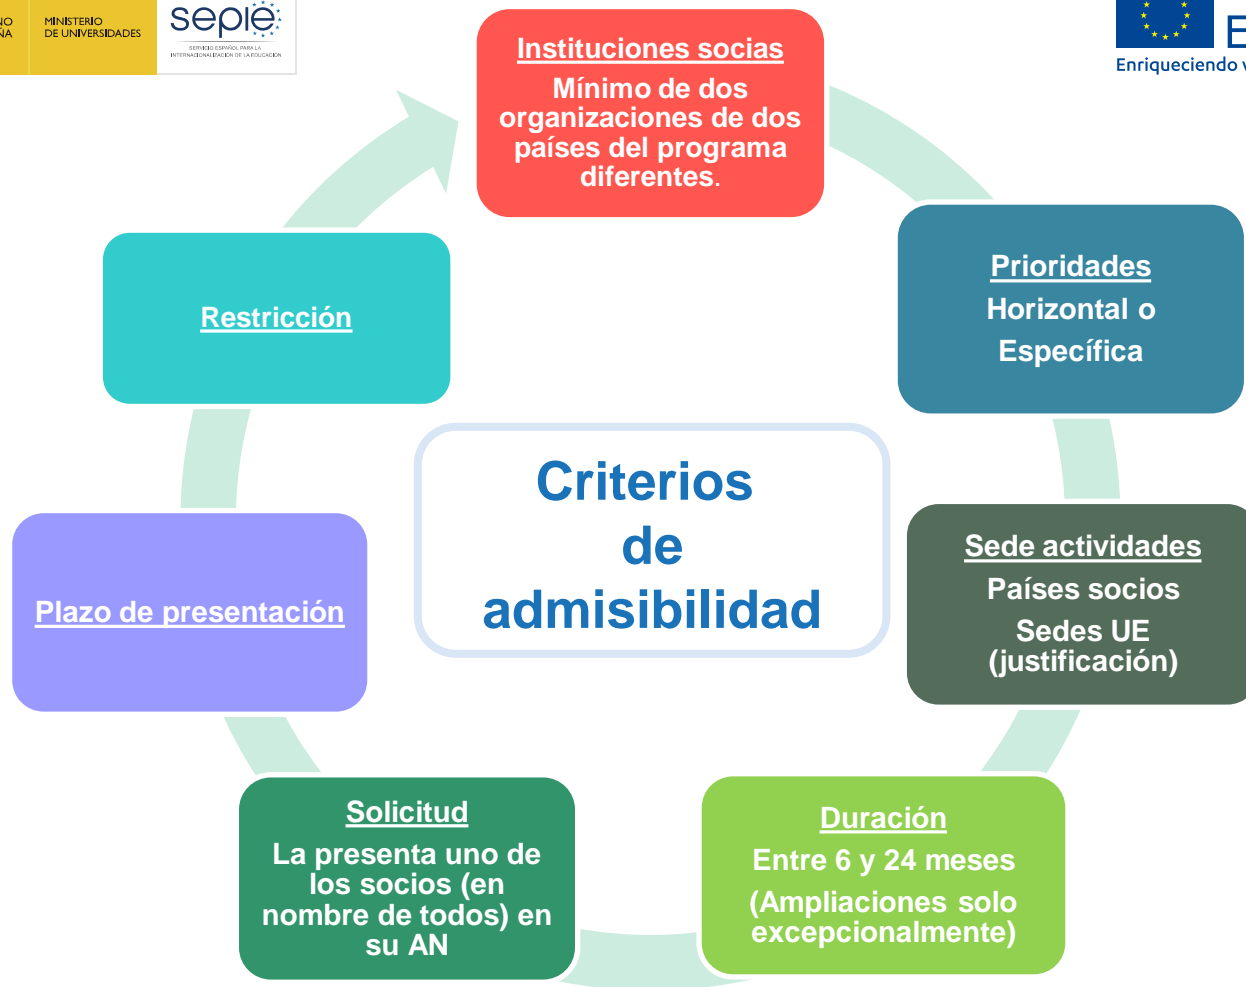 NO
ÑA
MINISTERIO
DE UNIVERSIDADES
sepie
SERVICIO ESPAÑOL PARA LA
INTERNACIONALIZACIÓN DE LA EDUCACIÓN
E
Enriqueciendo v
Instituciones socias
Mínimo de dos
organizaciones de dos
países del programa
diferentes.
Prioridades
Horizontal o
Específica
Sede actividades
Países socios
Sedes UE
(justificación)
Duración
Entre 6 y 24 meses
(Ampliaciones solo
excepcionalmente)
Solicitud
La presenta uno de
los socios (en
nombre de todos) en
su AN
Plazo de presentación
Restricción
Criterios
de
admisibilidad